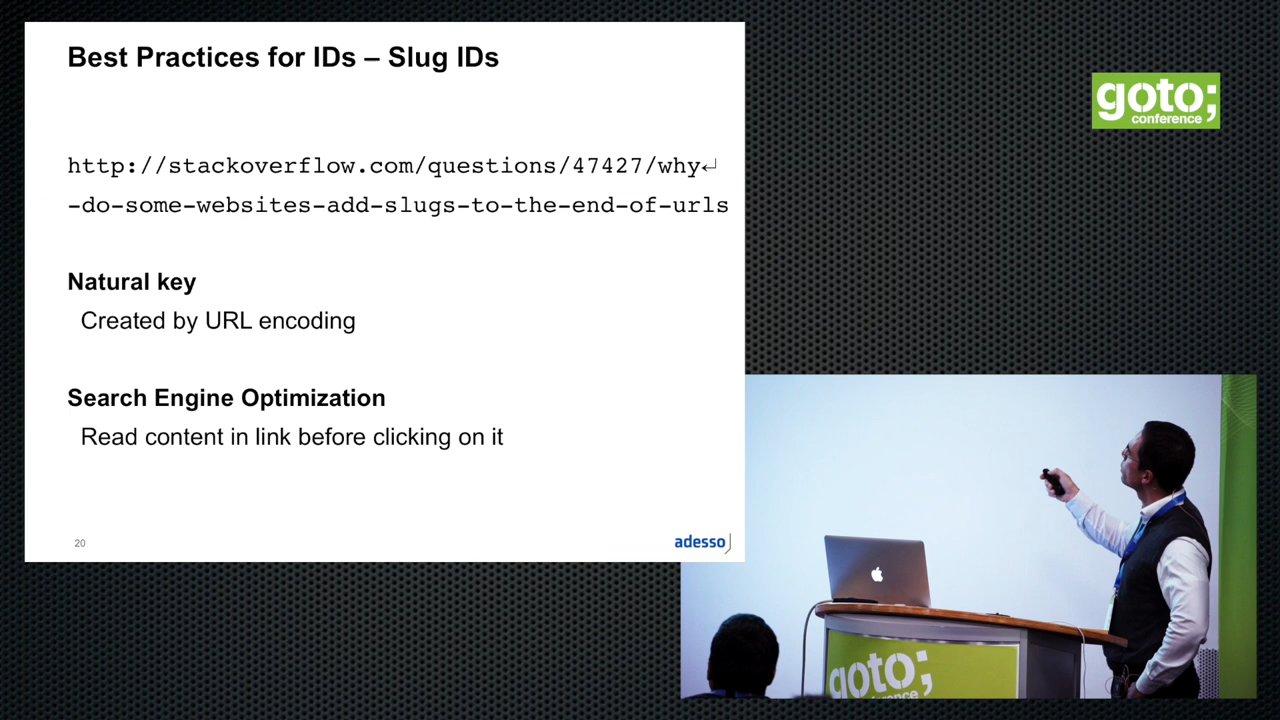 Best Practices for IDs – Slug IDs
http://stackoverflow.com/questions/47427/why↵
-do-some-websites-add-slugs-to-the-end-of-urls
Natural key
Created by URL encoding
Search Engine Optimization
Read content in link before clicking on it
20
adesso
goto;
conference
goto;
conference